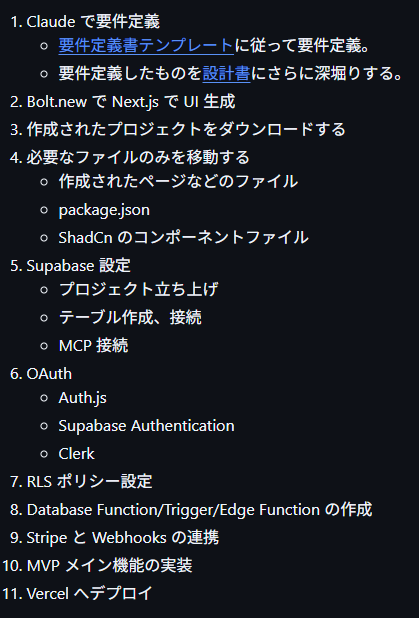 1. Claude で要件定義
要件定義書テンプレートに従って要件定義。
要件定義したものを設計書にさらに深堀りする。
2. Bolt.new で Next.js で UI 生成
3. 作成されたプロジェクトをダウンロードする
4. 必要なファイルのみを移動する
作成されたページなどのファイル
package.json
ShadCn のコンポーネントファイル
5. Supabase 設定
プロジェクト立ち上げ
テーブル作成、接続
MCP 接続
6. OAuth
Auth.js
Supabase Authentication
Clerk
7. RLS ポリシー設定
8. Database Function/Trigger/Edge Function の作成
9. Stripe と Webhooks の連携
10. MVP メイン機能の実装
11. Vercel へデプロイ